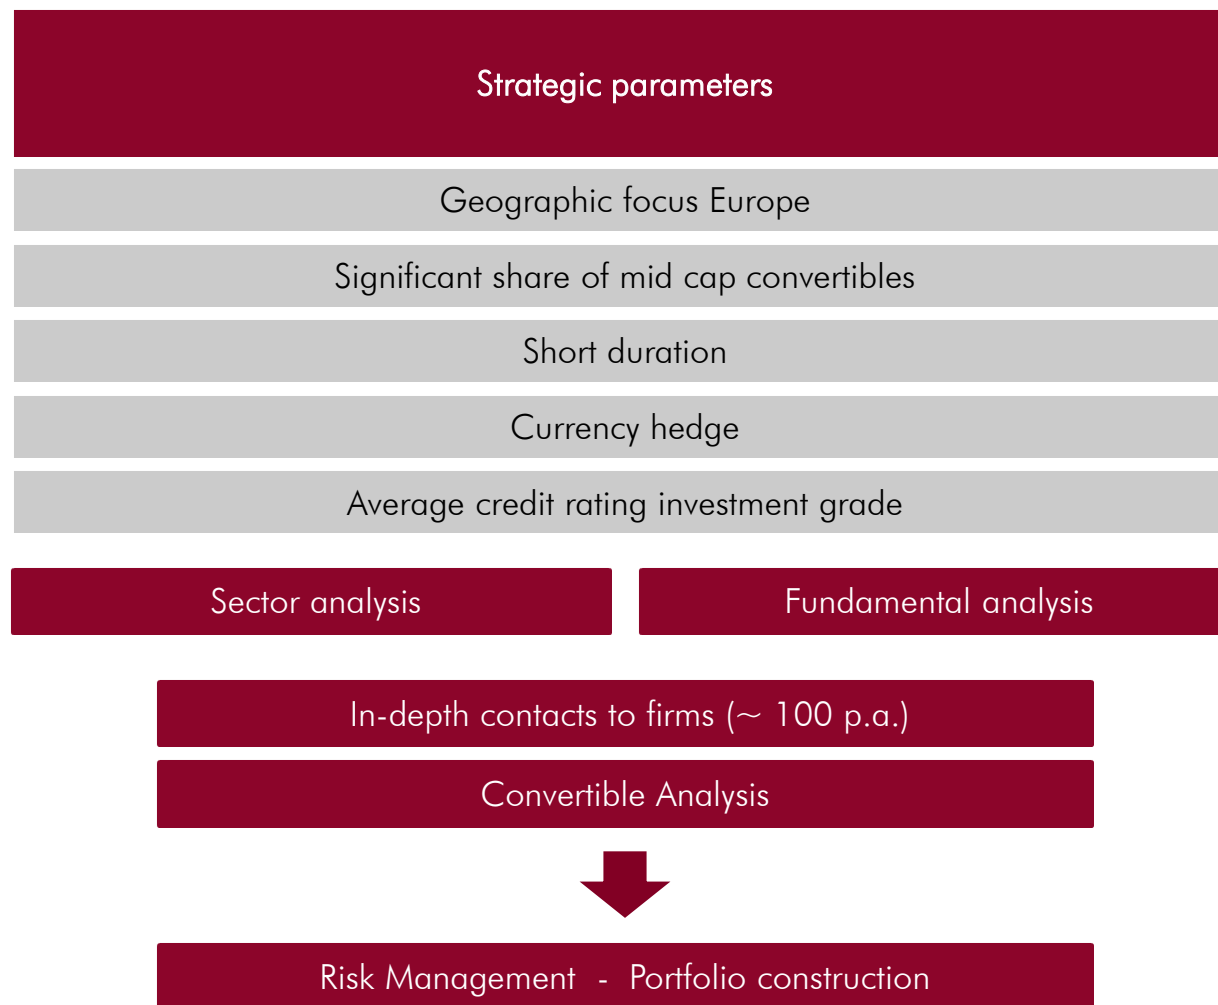 Strategic parameters
Geographic focus Europe
Significant share of mid cap convertibles
Short duration
Currency hedge
Average credit rating investment grade
Sector analysis
Fundamental analysis
In-depth contacts to firms (~ 100 p.a.)
Convertible Analysis
Risk Management - Portfolio construction